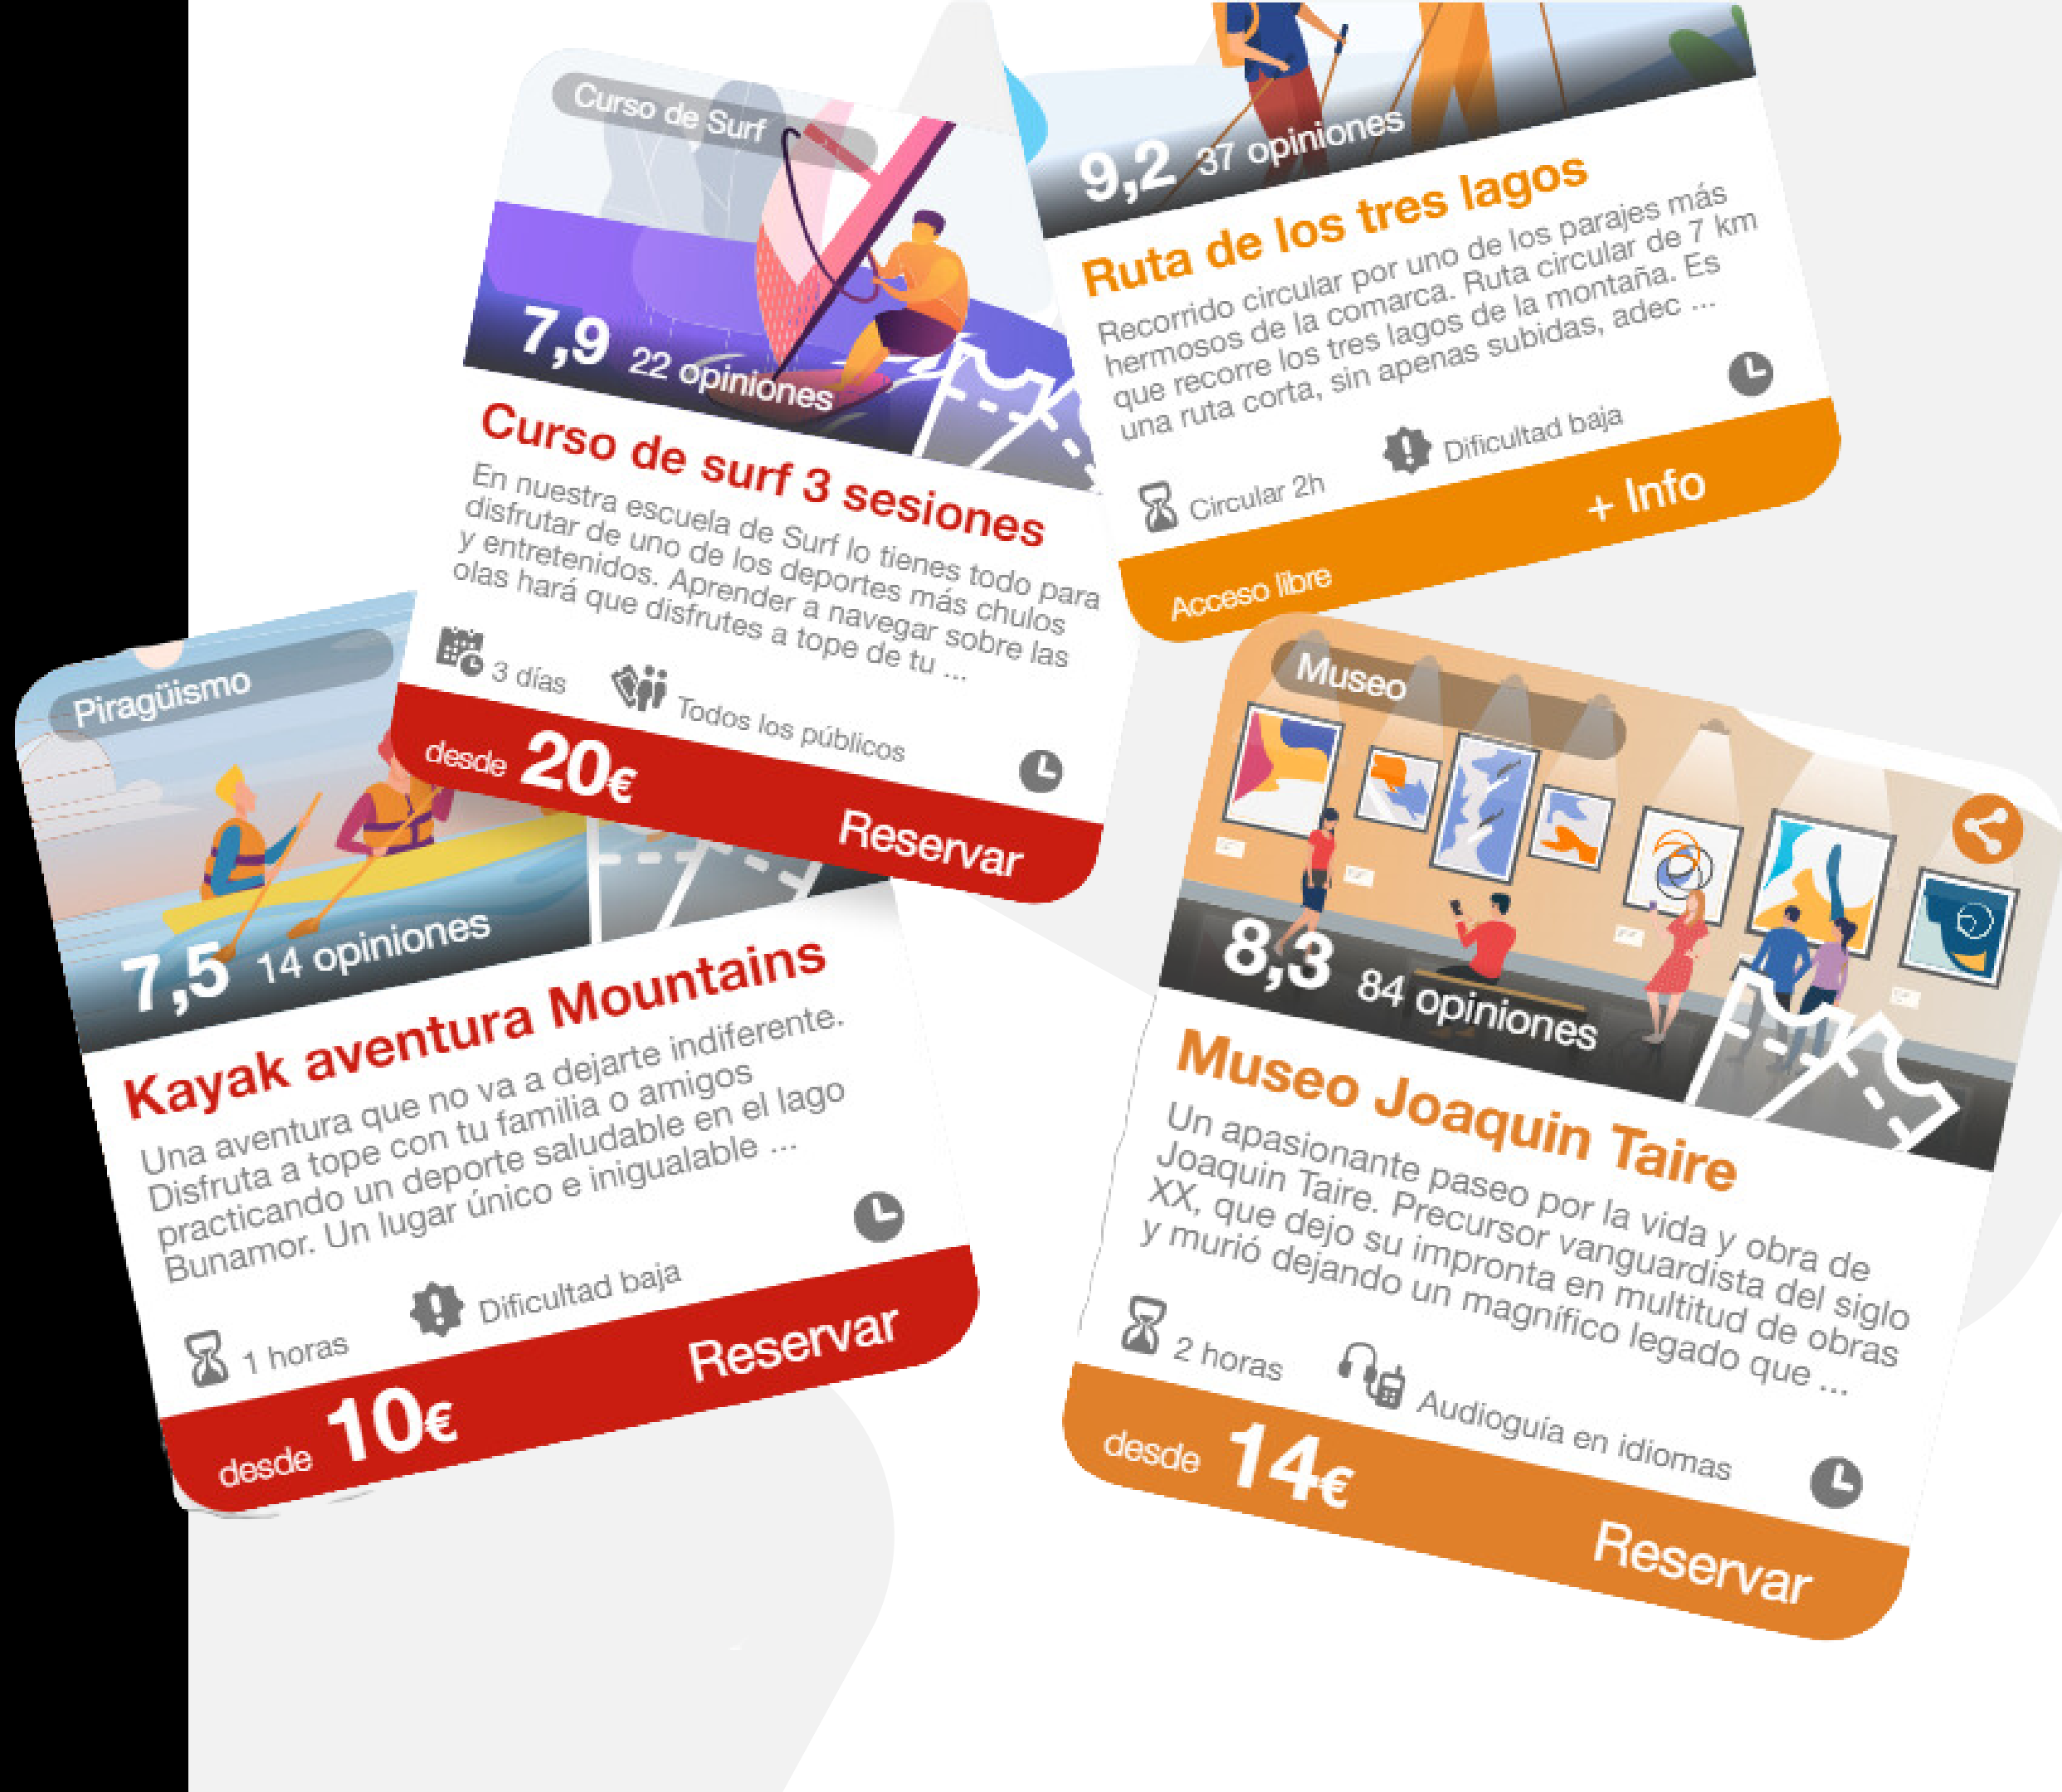 Curso de Surf
7,9 22 opiniones
Curso de surf 3 sesiones
En nuestra escuela de Surf lo tienes todo para
disfrutar de uno de los deportes más chulos
y entretenidos. Aprender a navegar sobre las
olas hará que disfrutes a tope de tu ...
3 días Todos los públicos
desde 20€ Reservar
9,2 37 opiniones
Ruta de los tres lagos
Recorrido circular por uno de los parajes más
hermosos de la comarca. Ruta circular de 7 km
que recorre los tres lagos de la montaña. Es
una ruta corta, sin apenas subidas, adec ...
Circular 2h Dificultad baja
Acceso libre + Info
Piragüismo
7,5 14 opiniones
Kayak aventura Mountains
Una aventura que no va a dejarte indiferente.
Disfruta a tope con tu familia o amigos
practicando un deporte saludable en el lago
Bunamor. Un lugar único e inigualable ...
1 horas Dificultad baja
desde 10€ Reservar
Museo
8,3 84 opiniones
Museo Joaquin Taire
Un apasionante paseo por la vida y obra de
Joaquin Taire. Precursor vanguardista del siglo
XX, que dejo su impronta en multitud de obras
y murió dejando un magnífico legado que ...
2 horas Audioguía en idiomas
desde 14€ Reservar